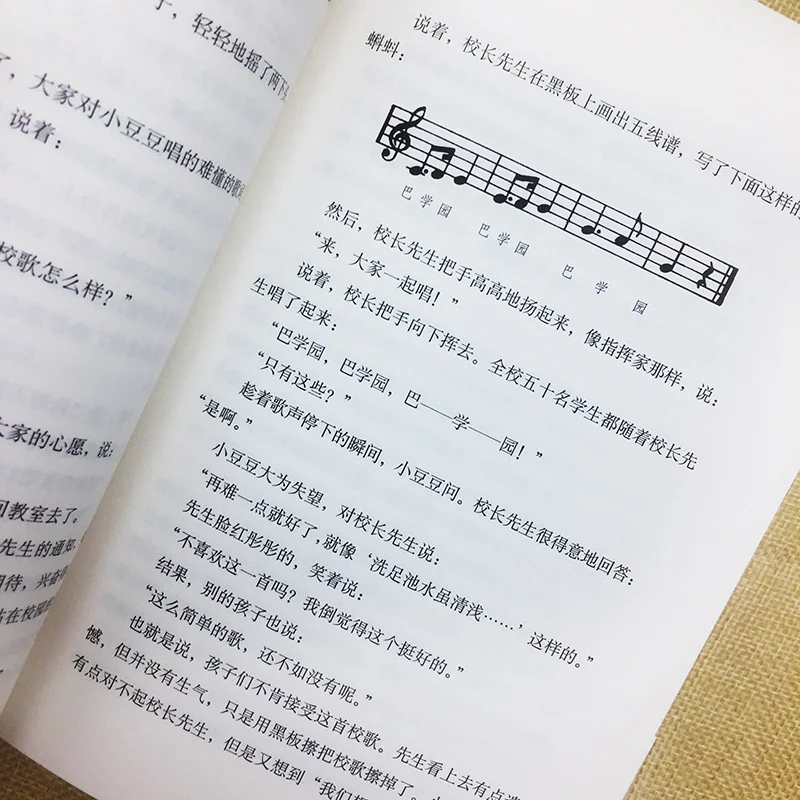 子，轻轻地摇了两下
了，大家对小豆豆唱的难懂的歌
说着：
校歌怎么样？”
大家的心愿，说：
回教室去了。
先生的通知，
相待，兴奋
站在校园
说着，校长先生在黑板上画出五线谱，写了下面这样的
蝌蚪：
巴学园 巴学园 巴 学 园
然后，校长先生把手高高地扬起来，像指挥家那样，说：
“来，大家一起唱！”
说着，校长把手向下挥去。全校五十名学生都随着校长先
生唱了起来：
“巴学园，巴学园，巴——学——园！”
“只有这些？”
趁着歌声停下的瞬间，小豆豆问。校长先生很得意地回答：
“是啊。”
小豆豆大为失望，对校长先生说：
“再难一点就好了，就像‘洗足池水虽清浅……’这样的。”
先生脸红彤彤的，笑着说：
“不喜欢这一首吗？我倒觉得这个挺好的。”
结果，别的孩子也说：
“这么简单的歌，还不如没有呢。”
也就是说，孩子们不肯接受这首校歌。先生看上去有点遗
憾，但并没有生气，只是用黑板擦把校歌擦掉了。
有点对不起校长先生，但是又想到“我们